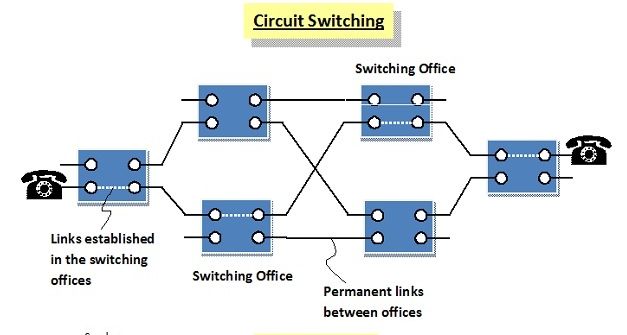 Circuit Switching
Switching Office
Links established
in the switching
offices
Switching Office
Permanent links
between offices